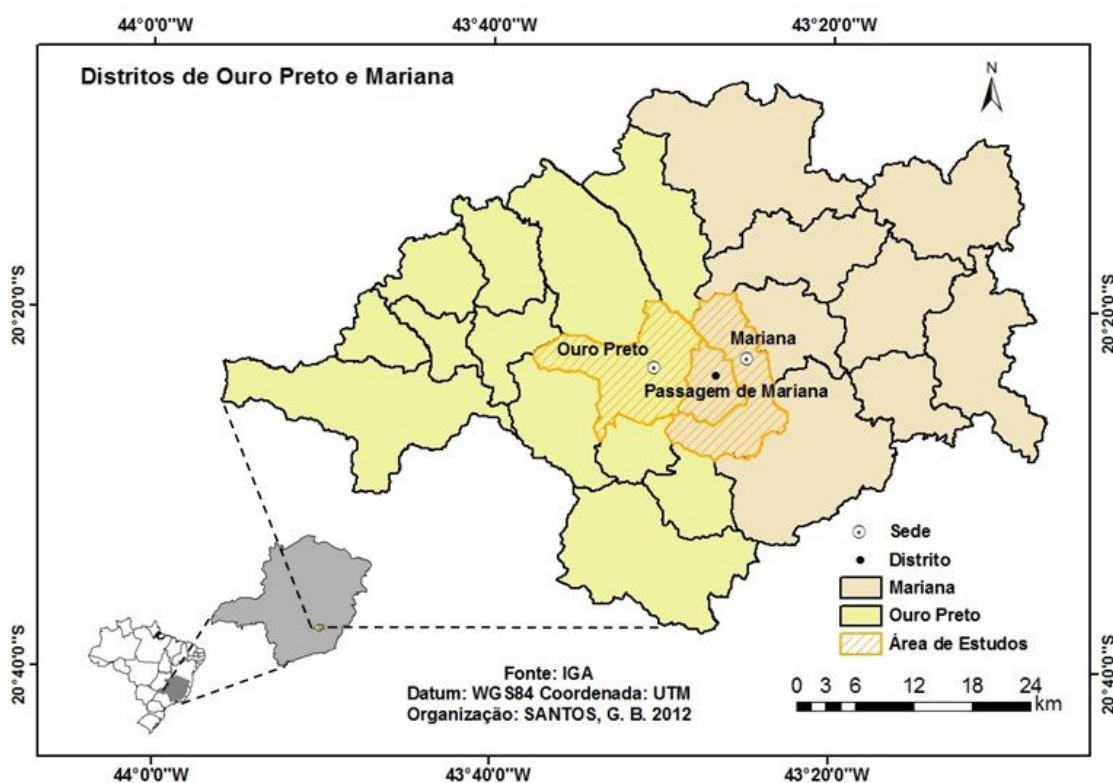 44°0'0"W 43°40'0"W 43°20'0"W
Distritos de Ouro Preto e Mariana
N
20°20'0"S 20°20'0"S
Mariana
Ouro Preto
Passagem de Mariana
Sede
Distrito
Mariana
Ouro Preto
Área de Estudos
20°40'0"S 20°40'0"S
Fonte: IGA
Datum: WGS84 Coordenada: UTM
Organização: SANTOS, G. B. 2012
0 3 6 12 18 24
km
44°0'0"W 43°40'0"W 43°20'0"W